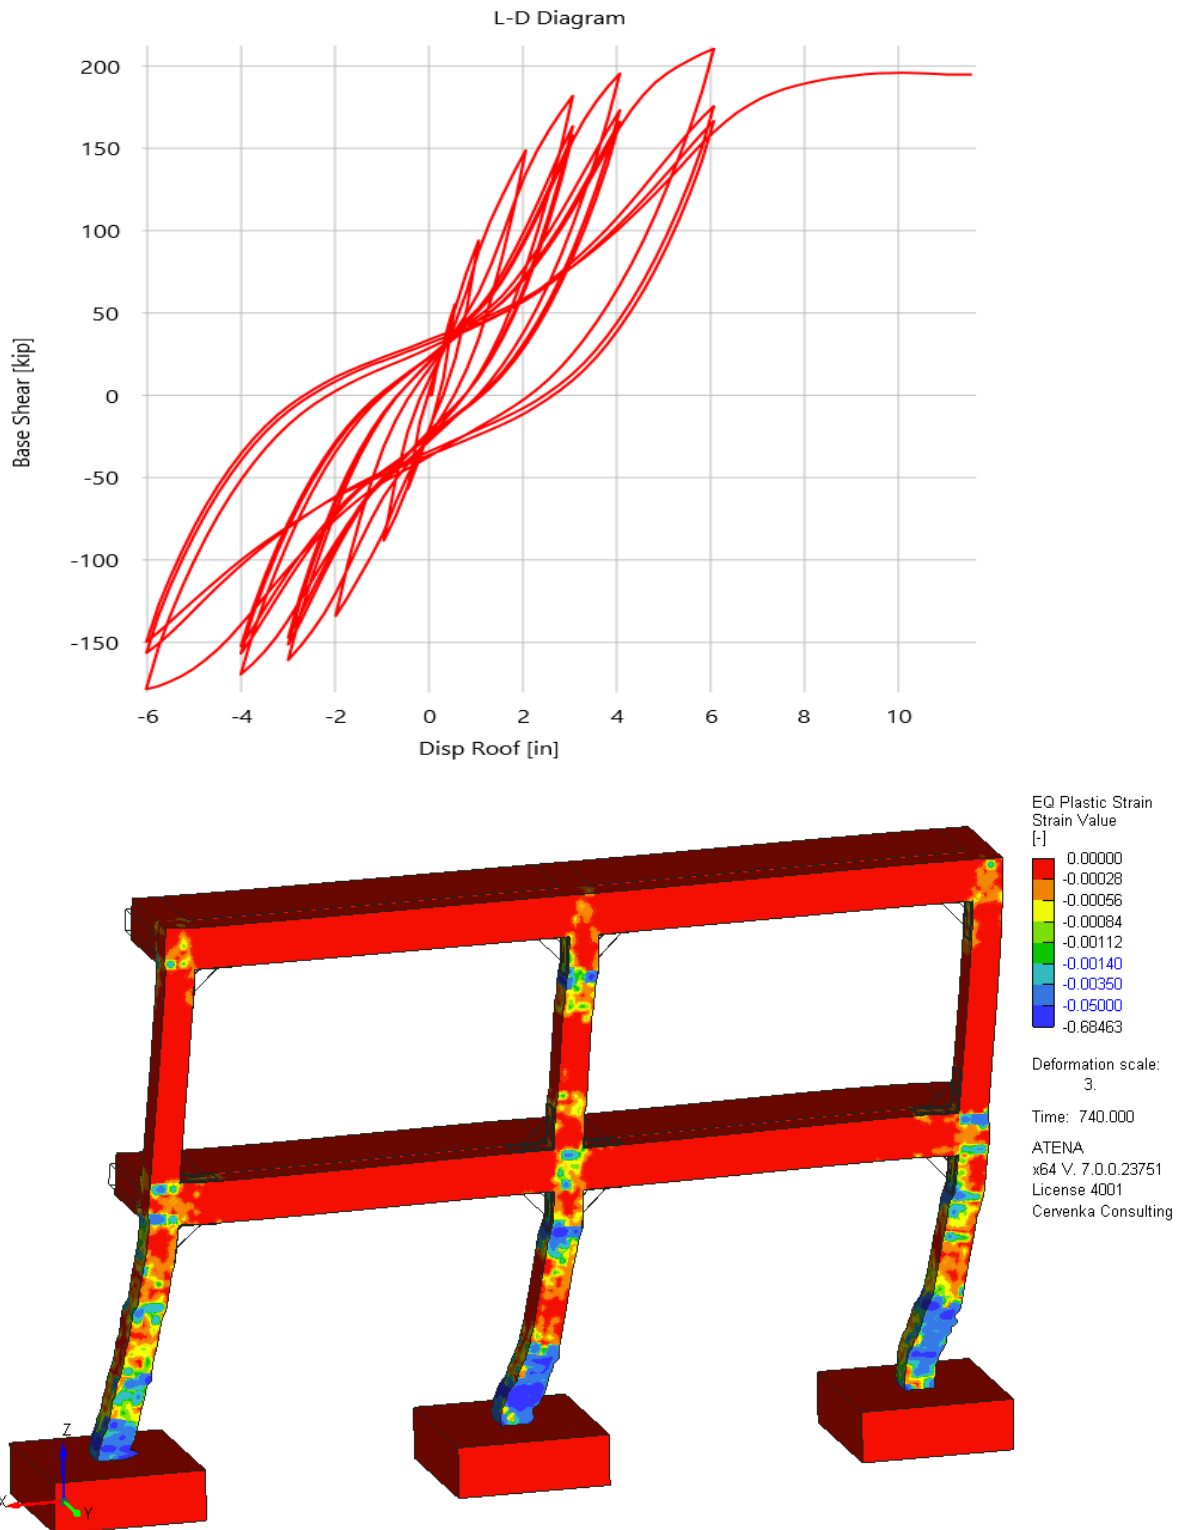 L-D Diagram
200
150
100
50
0
-50
-100
-150
Base Shear [kip]
-6 -4 -2 0 2 4 6 8 10
Disp Roof [in]
EQ Plastic Strain
Strain Value
[-]
0.00000
-0.00028
-0.00056
-0.00084
-0.00112
-0.00140
-0.00350
-0.05000
-0.68463
Deformation scale:
3.
Time: 740.000
ATENA
x64 V. 7.0.0.23751
License 4001
Cervenka Consulting
Z
X
Y